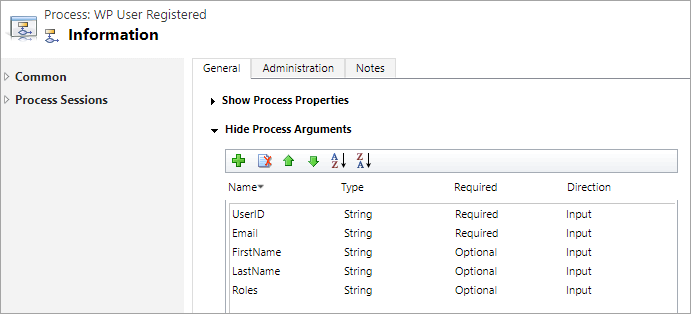 Process: WP User Registered
Information
Common
Process Sessions
General Administration Notes
Show Process Properties
Hide Process Arguments
A Z Z A
Name Type Required Direction
UserID String Required Input
Email String Required Input
FirstName String Optional Input
LastName String Optional Input
Roles String Optional Input